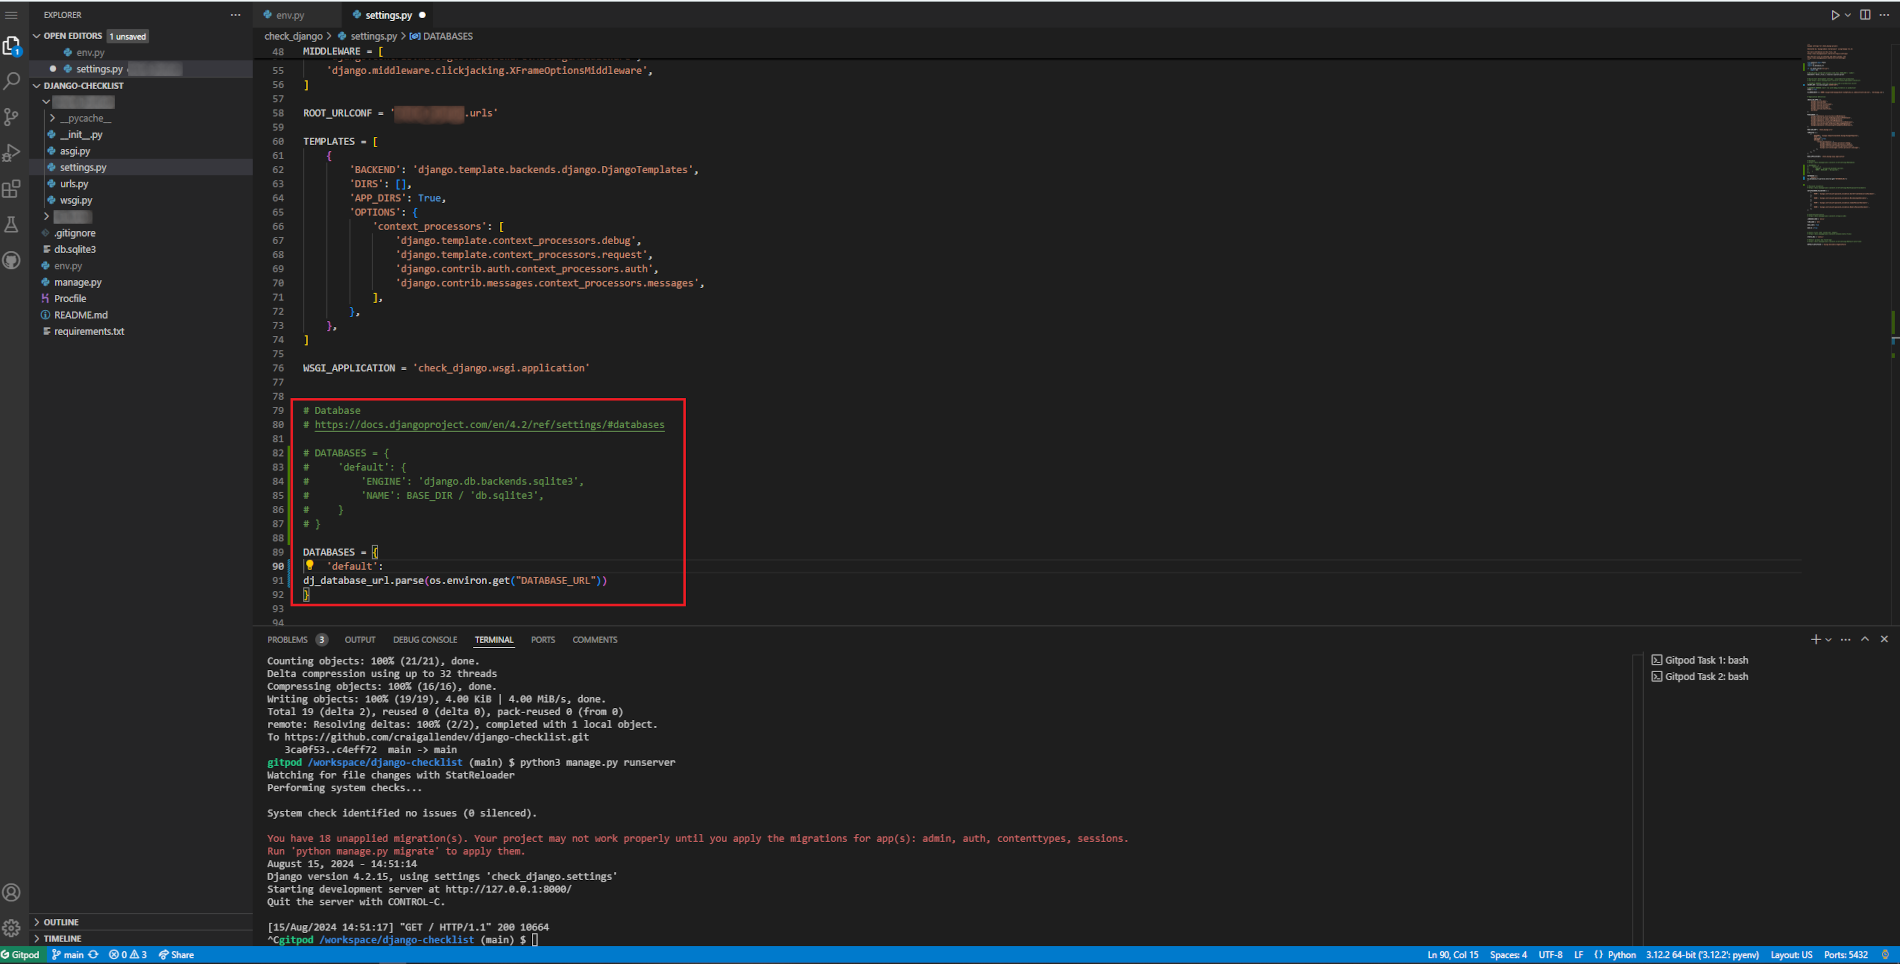 EXPLORER
OPEN EDITORS 1 unsaved
env.py
settings.py
DJANGO-CHECKLIST
__pycache__
__init__.py
asgi.py
settings.py
urls.py
wsgi.py
.gitignore
db.sqlite3
env.py
manage.py
Procfile
README.md
requirements.txt
OUTLINE
TIMELINE
env.py
settings.py
check_django > settings.py > DATABASES
48 MIDDLEWARE = [
55 'django.middleware.clickjacking.XFrameOptionsMiddleware',
56 ]
57
58 ROOT_URLCONF = ' .urls'
59
60 TEMPLATES = [
61 {
62 'BACKEND': 'django.template.backends.django.DjangoTemplates',
63 'DIRS': [],
64 'APP_DIRS': True,
65 'OPTIONS': {
66 'context_processors': [
67 'django.template.context_processors.debug',
68 'django.template.context_processors.request',
69 'django.contrib.auth.context_processors.auth',
70 'django.contrib.messages.context_processors.messages',
71 ],
72 },
73 },
74 ]
75
76 WSGI_APPLICATION = 'check_django.wsgi.application'
77
78
79 # Database
80 # https://docs.djangoproject.com/en/4.2/ref/settings/#databases
81
82 # DATABASES = {
83 # 'default': {
84 # 'ENGINE': 'django.db.backends.sqlite3',
85 # 'NAME': BASE_DIR / 'db.sqlite3',
86 # }
87 # }
88
89 DATABASES = {
90 'default':
91 dj_database_url.parse(os.environ.get("DATABASE_URL"))
92 }
93
94
PROBLEMS 3 OUTPUT DEBUG CONSOLE TERMINAL PORTS COMMENTS
Counting objects: 100% (21/21), done.
Delta compression using up to 32 threads
Compressing objects: 100% (16/16), done.
Writing objects: 100% (19/19), 4.00 KiB | 4.00 MiB/s, done.
Total 19 (delta 2), reused 0 (delta 0), pack-reused 0 (from 0)
remote: Resolving deltas: 100% (2/2), completed with 1 local object.
To https://github.com/craigallendev/django-checklist.git
3ca0f53..c4eff72 main -> main
gitpod /workspace/django-checklist (main) $ python3 manage.py runserver
Watching for file changes with StatReloader
Performing system checks...
System check identified no issues (0 silenced).
You have 18 unapplied migration(s). Your project may not work properly until you apply the migrations for app(s): admin, auth, contenttypes, sessions.
Run 'python manage.py migrate' to apply them.
August 15, 2024 - 14:51:14
Django version 4.2.15, using settings 'check_django.settings'
Starting development server at http://127.0.0.1:8000/
Quit the server with CONTROL-C.
[15/Aug/2024 14:51:17] "GET / HTTP/1.1" 200 10664
^Cgitpod /workspace/django-checklist (main) $
Gitpod Task 1: bash
Gitpod Task 2: bash
Gitpod main 0 3 Share
Ln 90, Col 15 Spaces: 4 UTF-8 LF {} Python 3.12.2 64-bit ('3.12.2': pyenv) Layout: US Ports: 5432